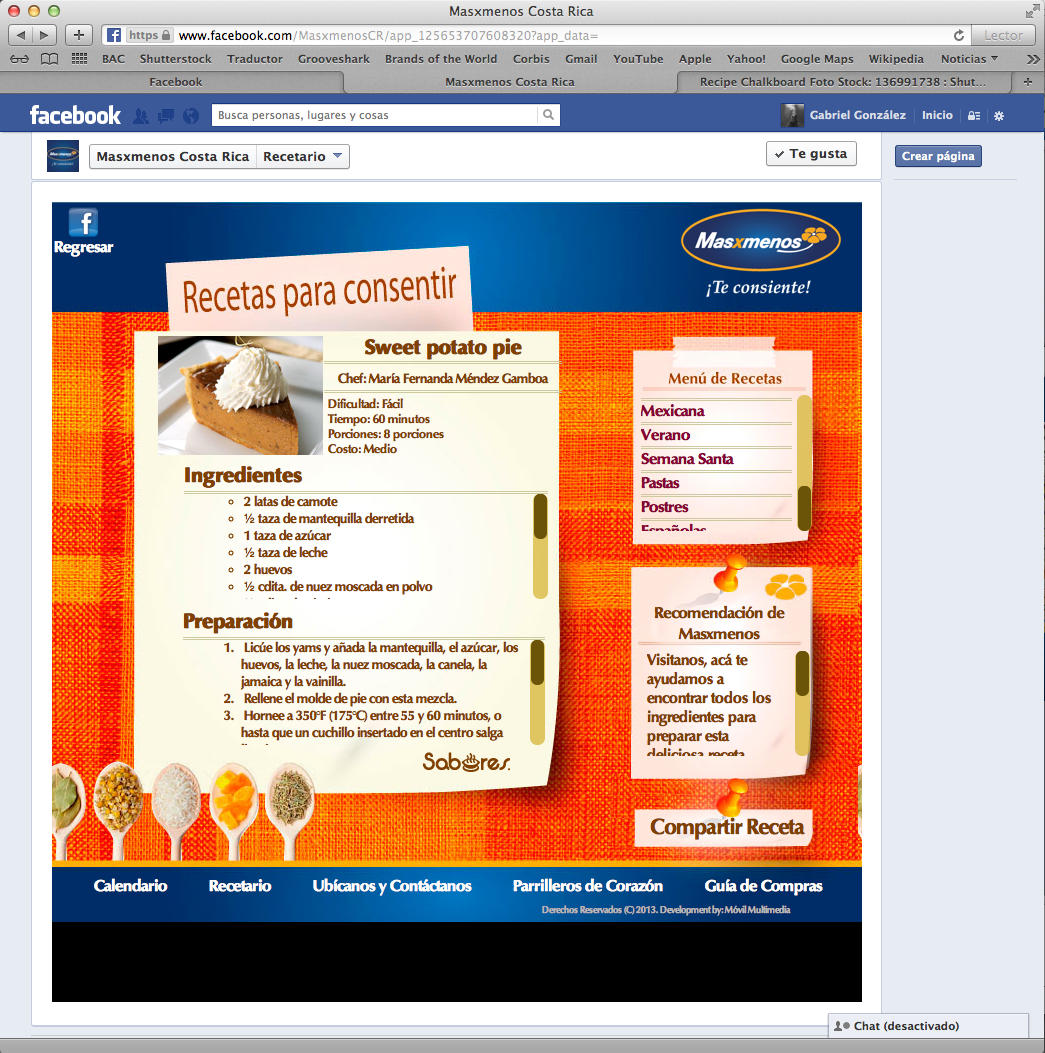 Masxmenos Costa Rica
https www.facebook.com/MasxmenosCR/app_125653707608320?app_data=
Lector
BAC Shutterstock Traductor Grooveshark Brands of the World Corbis Gmail YouTube Apple Yahoo! Google Maps Wikipedia Noticias
Facebook
Masxmenos Costa Rica
Recipe Chalkboard Foto Stock: 136991738 : Shut...
facebook
Busca personas, lugares y cosas
Gabriel González Inicio
Masxmenos Costa Rica Recetario
✓ Te gusta
Crear página
Regresar
Masxmenos
¡Te consiente!
Recetas para consentir
Sweet potato pie
Chef: María Fernanda Méndez Gamboa
Dificultad: Fácil
Tiempo: 60 minutos
Porciones: 8 porciones
Costo: Medio
Ingredientes
2 latas de camote
½ taza de mantequilla derretida
1 taza de azúcar
½ taza de leche
2 huevos
½ cdita. de nuez moscada en polvo
Preparación
1. Licúe los yams y añada la mantequilla, el azúcar, los
huevos, la leche, la nuez moscada, la canela, la
jamaica y la vainilla.
2. Rellene el molde de pie con esta mezcla.
3. Hornee a 350°F (175°C) entre 55 y 60 minutos, o
hasta que un cuchillo insertado en el centro salga
Sabores
Menú de Recetas
Mexicana
Verano
Semana Santa
Pastas
Postres
Españolas
Recomendación de
Masxmenos
Visitanos, acá te
ayudamos a
encontrar todos los
ingredientes para
preparar esta
deliciosa receta
Compartir Receta
Calendario Recetario Ubícanos y Contáctanos Parrilleros de Corazón Guía de Compras
Derechos Reservados (C) 2013. Development by: Móvil Multimedia
Chat (desactivado)